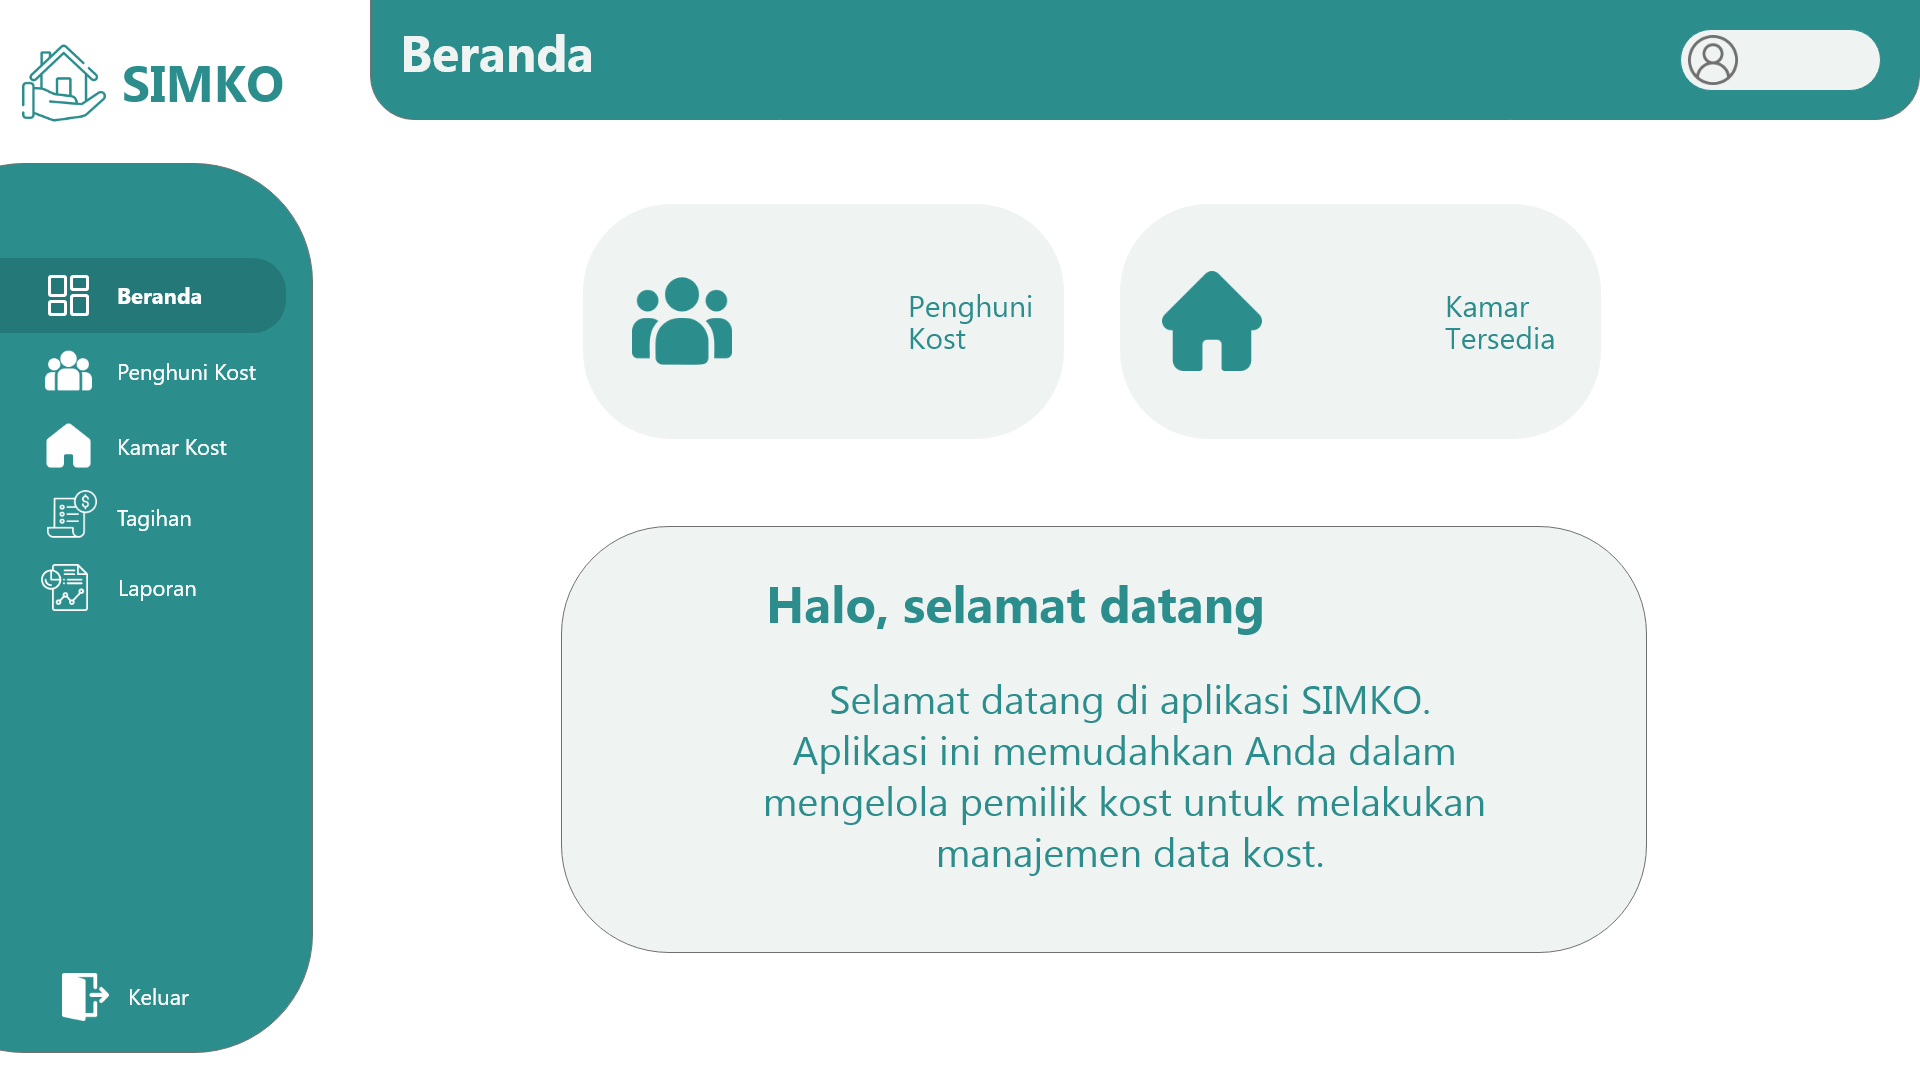 SIMKO
Beranda
Beranda
Penghuni Kost
Kamar Kost
Tagihan
Laporan
Keluar
Penghuni
Kost
Kamar
Tersedia
Halo, selamat datang
Selamat datang di aplikasi SIMKO.
Aplikasi ini memudahkan Anda dalam
mengelola pemilik kost untuk melakukan
manajemen data kost.